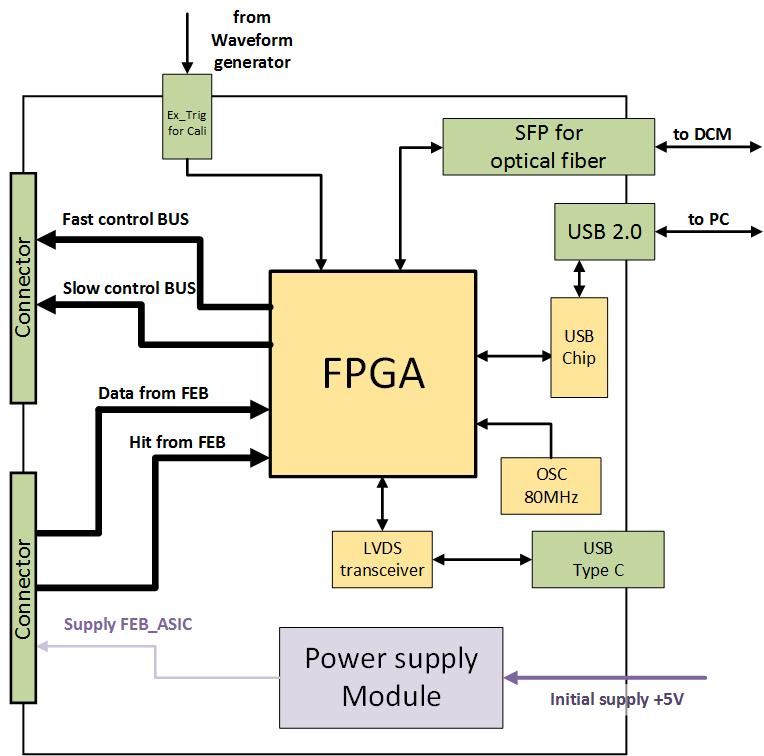 from
Waveform
generator
Ex_Trig
for Cali
SFP for
optical fiber
to DCM
Fast control BUS
USB 2.0
to PC
Connector
Slow control BUS
USB
Chip
FPGA
Data from FEB
Hit from FEB
OSC
80MHz
Connector
LVDS
transceiver
USB
Type C
Supply FEB_ASIC
Power supply
Module
Initial supply +5V